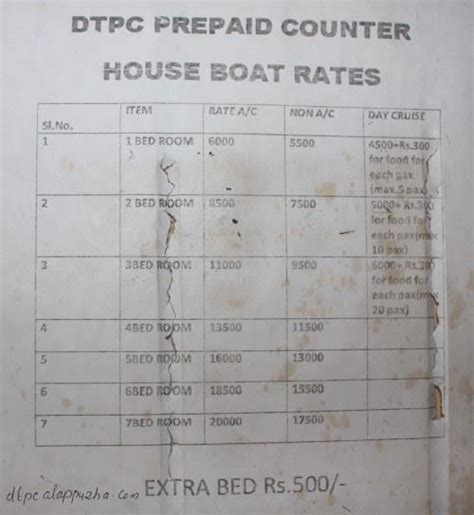 DTPC PREPAID COUNTER
HOUSE BOAT RATES
Sl.No. ITEM RATE A/C NON A/C DAY CRUISE
1 1 BED ROOM 6000 5500 4500+Rs.300
for food for
each pax
(max.5 pax)
2 2 BED ROOM 8500 7500 5000+ Rs.300
for food for
each pax(max
10 pax)
3 3BED ROOM 11000 9500 6000+ Rs.
for food for
each pax(m
20 pax)
4 4BED ROOM 13500 11500
5 5BED ROOM 16000 13000
6 6BED ROOM 18500 15500
7 7BED ROOM 20000 17500
dtpcalappuzha.com EXTRA BED Rs.500/-